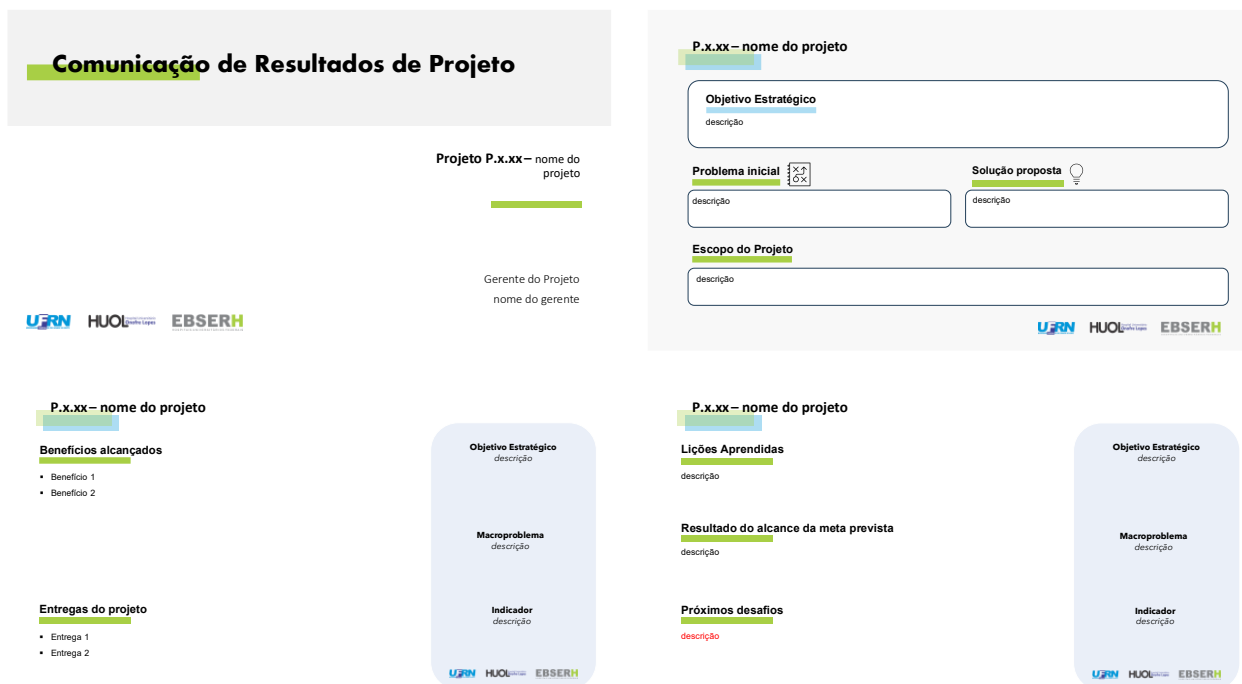 Comunicação de Resultados de Projeto
Projeto P.x.xx– nome do
projeto
Gerente do Projeto
nome do gerente
UFRN HUOL Onofre Lopes EBSERH
P.x.xx– nome do projeto
Objetivo Estratégico
descrição
Problema inicial
descrição
Solução proposta
descrição
Escopo do Projeto
descrição
UFRN HUOL Onofre Lopes EBSERH
P.x.xx– nome do projeto
Benefícios alcançados
▪ Benefício 1
▪ Benefício 2
Entregas do projeto
▪ Entrega 1
▪ Entrega 2
Objetivo Estratégico
descrição
Macroproblema
descrição
Indicador
descrição
UFRN HUOL EBSERH
P.x.xx– nome do projeto
Lições Aprendidas
descrição
Resultado do alcance da meta prevista
descrição
Próximos desafios
descrição
Objetivo Estratégico
descrição
Macroproblema
descrição
Indicador
descrição
UFRN HUOL EBSERH